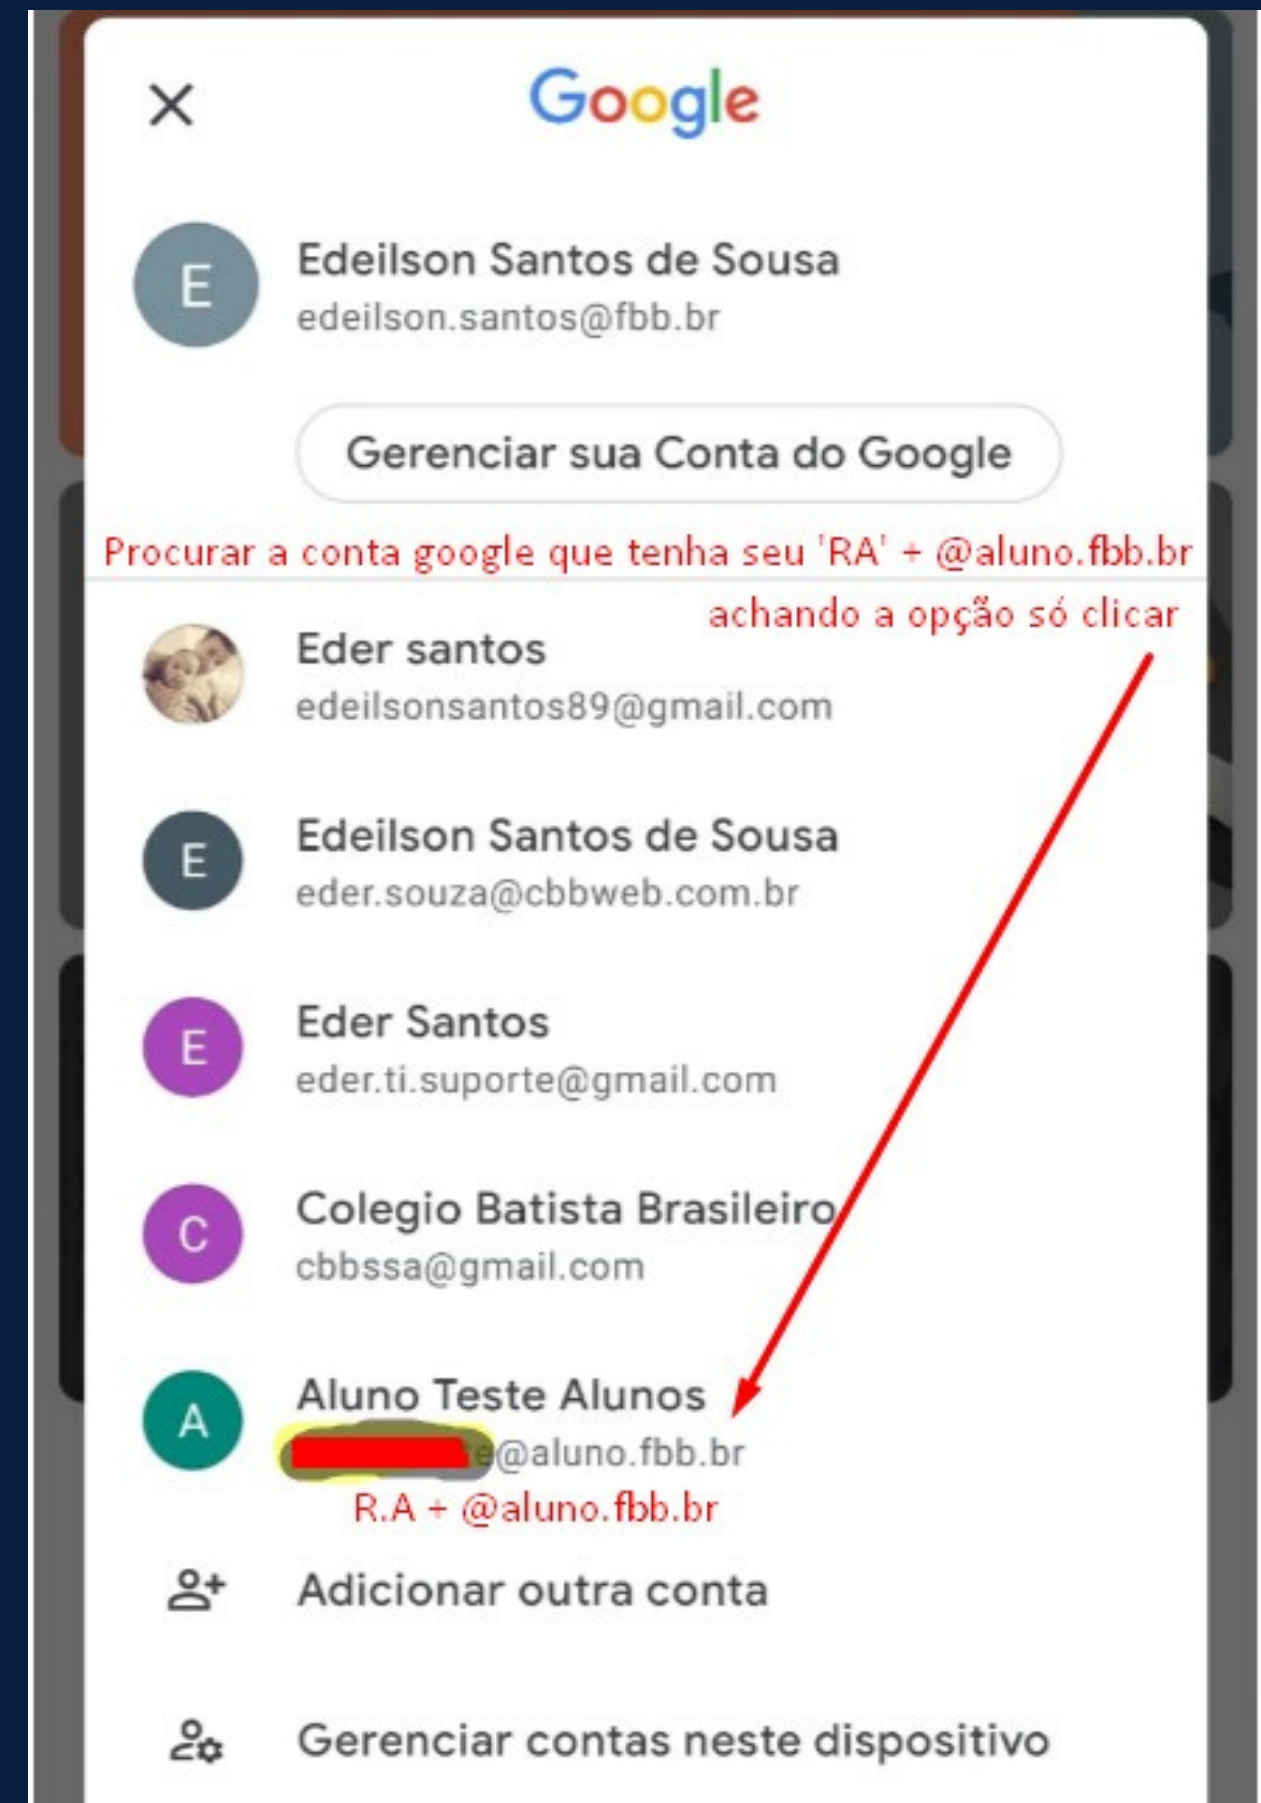 Google
E
Edeilson Santos de Sousa
edeilson.santos@fbb.br
Gerenciar sua Conta do Google
Procurar a conta google que tenha seu 'RA' + @aluno.fbb.br
achando a opção só clicar
Eder santos
edeilsonsantos89@gmail.com
E
Edeilson Santos de Sousa
eder.souza@cbbweb.com.br
E
Eder Santos
eder.ti.suporte@gmail.com
C
Colegio Batista Brasileiro
cbbssa@gmail.com
A
Aluno Teste Alunos
e@aluno.fbb.br
R.A + @aluno.fbb.br
Adicionar outra conta
Gerenciar contas neste dispositivo